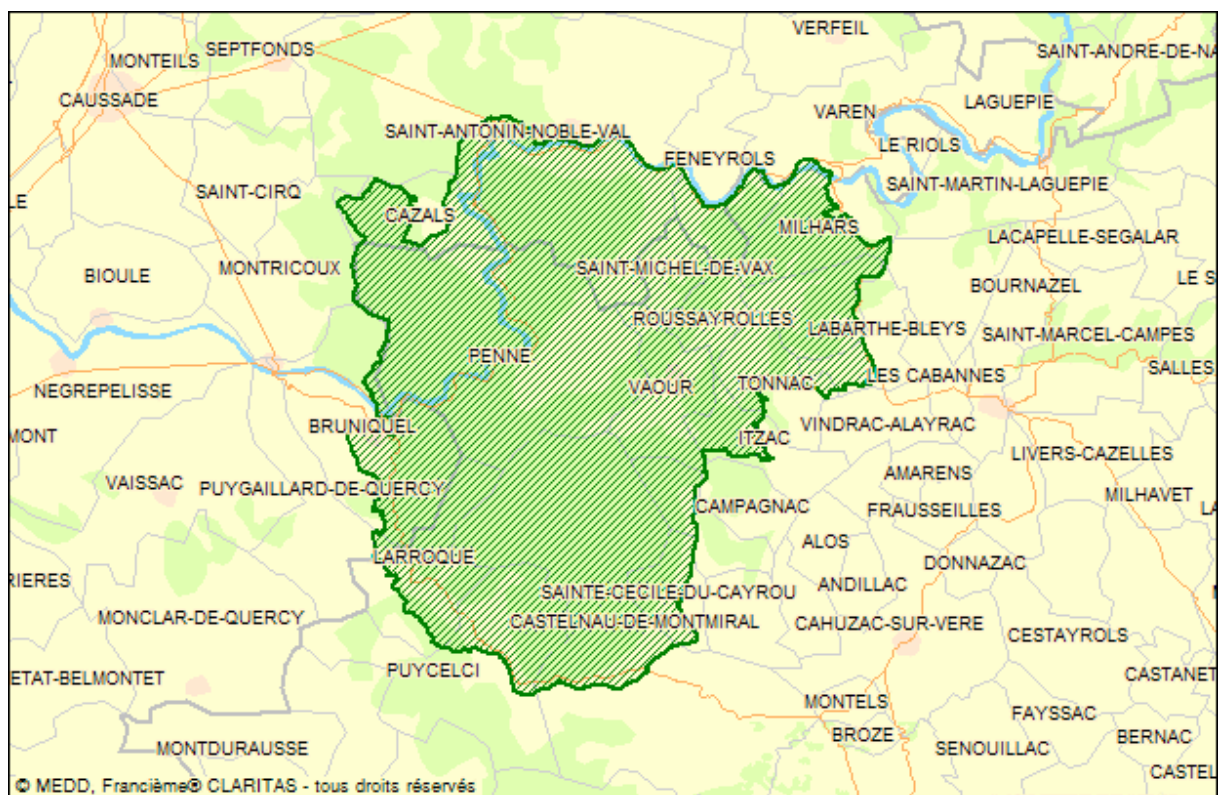 VERFEIL
SEPTFONDS
SAINT-ANDRE-DE-NA
MONTEILS
CAUSSADE
LAGUEPIE
VAREN
SAINT-ANTONIN-NOBLE-VAL
LE RIOLS
FENEYROLS
SAINT-CIRQ
SAINT-MARTIN-LAGUEPIE
LE
CAZALS
MILHARS
LACAPELLE-SEGALAR
MONTRICOUX
SAINT-MICHEL-DE-VAX
BIOULE
LE S
BOURNAZEL
ROUSSAYROLLES
LABARTHE-BLEYS
SAINT-MARCEL-CAMPES
PENNE
SALLES
LES CABANNES
NEGREPELISSE
VAOUR
TONNAC
BRUNIQUEL
VINDRAC-ALAYRAC
MONT
ITZAC
LIVERS-CAZELLES
AMARENS
VAISSAC
PUYGAILLARD-DE-QUERCY
MILHAVET
CAMPAGNAC
FRAUSSEILLES
LA
ALOS
LARROQUE
DONNAZAC
RIERES
ANDILLAC
SAINTE-CECILE-DU-CAYROU
MONCLAR-DE-QUERCY
CASTELNAU-DE-MONTMIRAL
CAHUZAC-SUR-VERE
CESTAYROLS
PUYCELCI
CASTANET
ETAT-BELMONTET
MONTELS
FAYSSAC
BROZE
BERNAC
MONTDURAUSSE
SENOUILLAC
CASTEL
© MEDD, Francième® CLARITAS - tous droits réservés